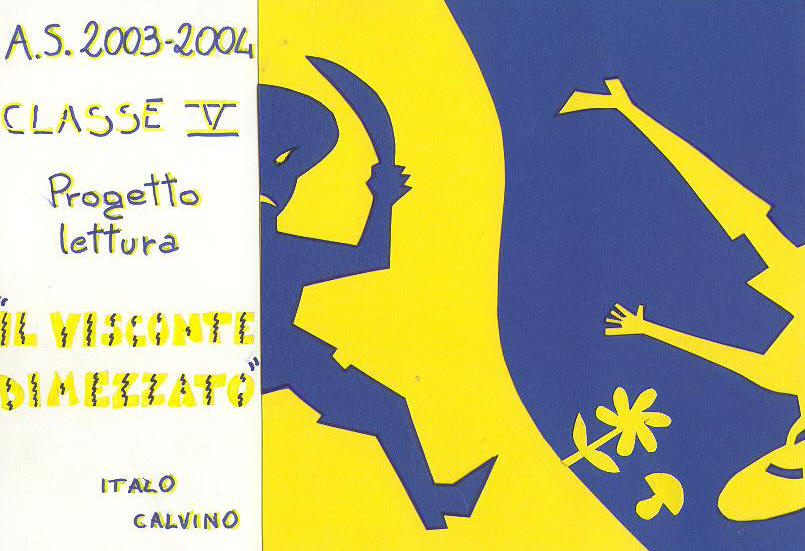 A.S. 2003-2004
CLASSE V
Progetto
lettura
"IL VISCONTE
DIMEZZATO"
ITALO
CALVINO